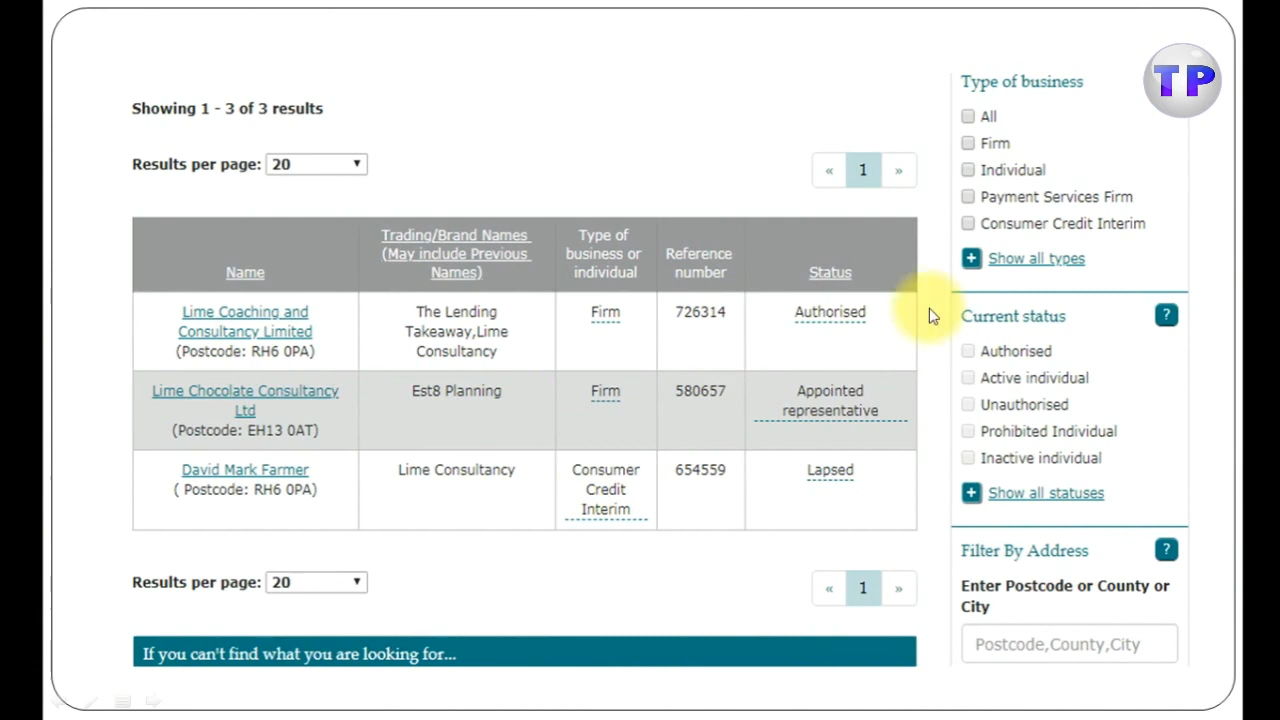 TP
Showing 1 - 3 of 3 results
Results per page: 20
« 1 »
Name
Trading/Brand Names
(May include Previous
Names)
Type of
business or
individual
Reference
number
Status
Lime Coaching and
Consultancy Limited
(Postcode: RH6 0PA)
The Lending
Takeaway,Lime
Consultancy
Firm
726314
Authorised
Lime Chocolate Consultancy
Ltd
(Postcode: EH13 0AT)
Est8 Planning
Firm
580657
Appointed
representative
David Mark Farmer
( Postcode: RH6 0PA)
Lime Consultancy
Consumer
Credit
Interim
654559
Lapsed
Results per page: 20
« 1 »
If you can't find what you are looking for...
Type of business
All
Firm
Individual
Payment Services Firm
Consumer Credit Interim
+ Show all types
Current status ?
Authorised
Active individual
Unauthorised
Prohibited Individual
Inactive individual
+ Show all statuses
Filter By Address ?
Enter Postcode or County or
City
Postcode,County,City